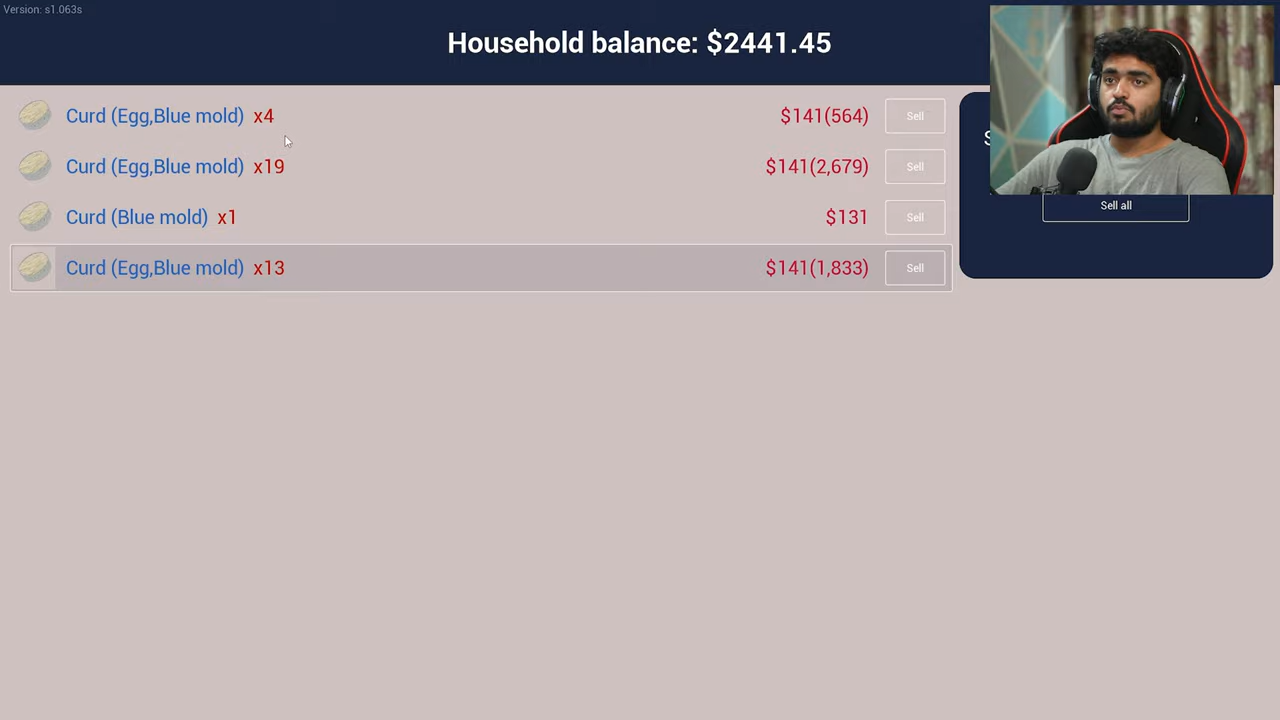 Version: s1.063s
Household balance: $2441.45
Curd (Egg,Blue mold) x4 $141(564) Sell
Curd (Egg,Blue mold) x19 $141(2,679) Sell
Curd (Blue mold) x1 $131 Sell
Sell all
Curd (Egg,Blue mold) x13 $141(1,833) Sell